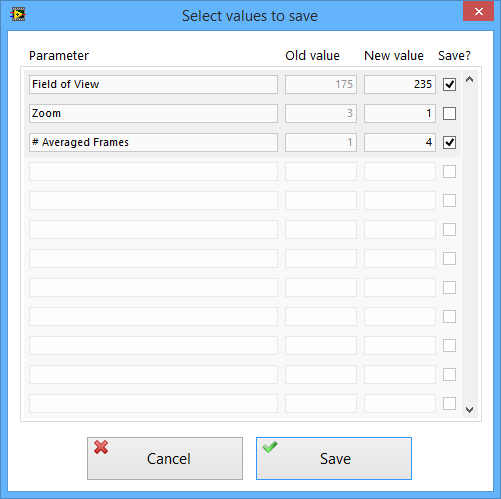 Select values to save
Parameter Old value New value Save?
Field of View 175 235
Zoom 3 1
# Averaged Frames 1 4
Cancel Save